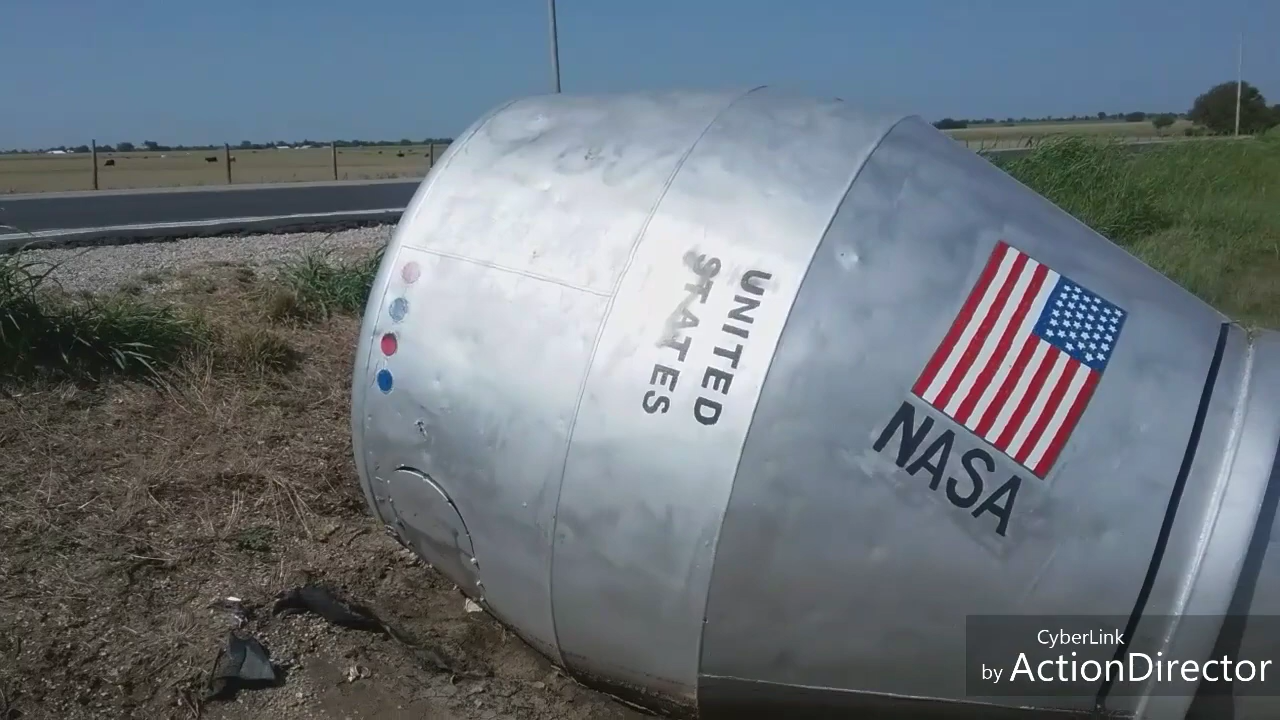 UNITED
STATES
NASA
CyberLink
by ActionDirector